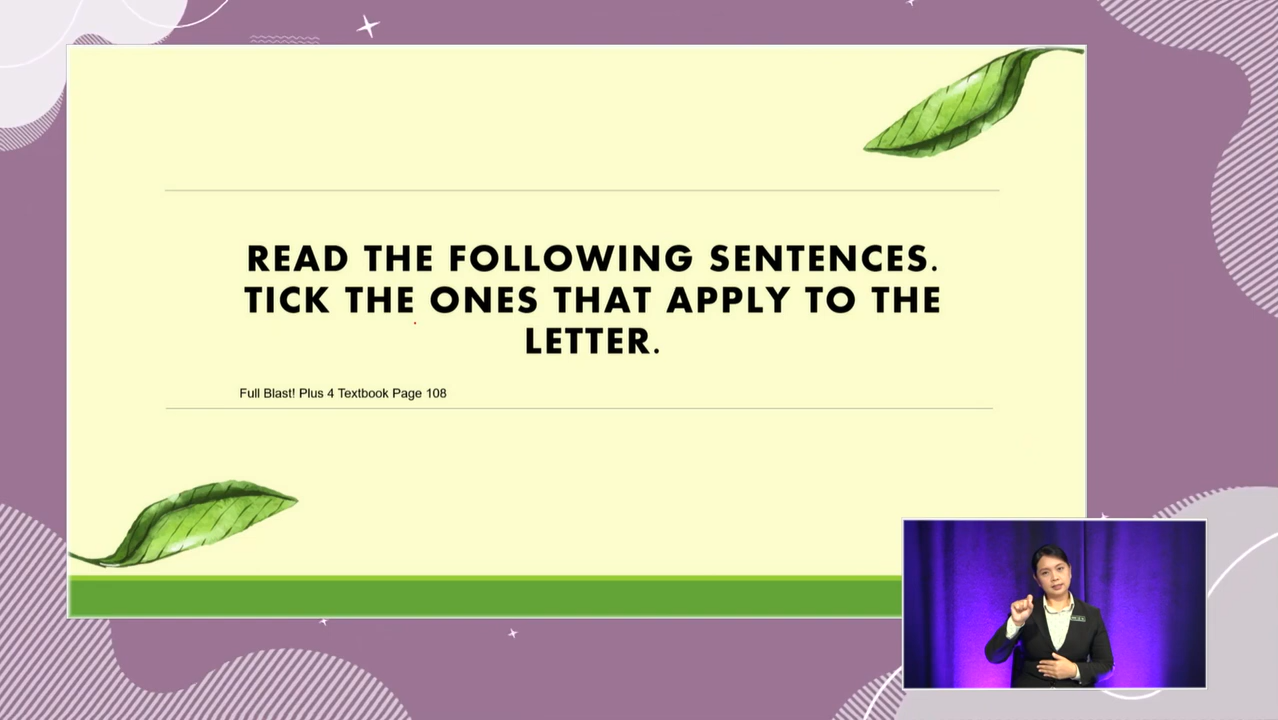 READ THE FOLLOWING SENTENCES.
TICK THE ONES THAT APPLY TO THE
LETTER.
Full Blast! Plus 4 Textbook Page 108